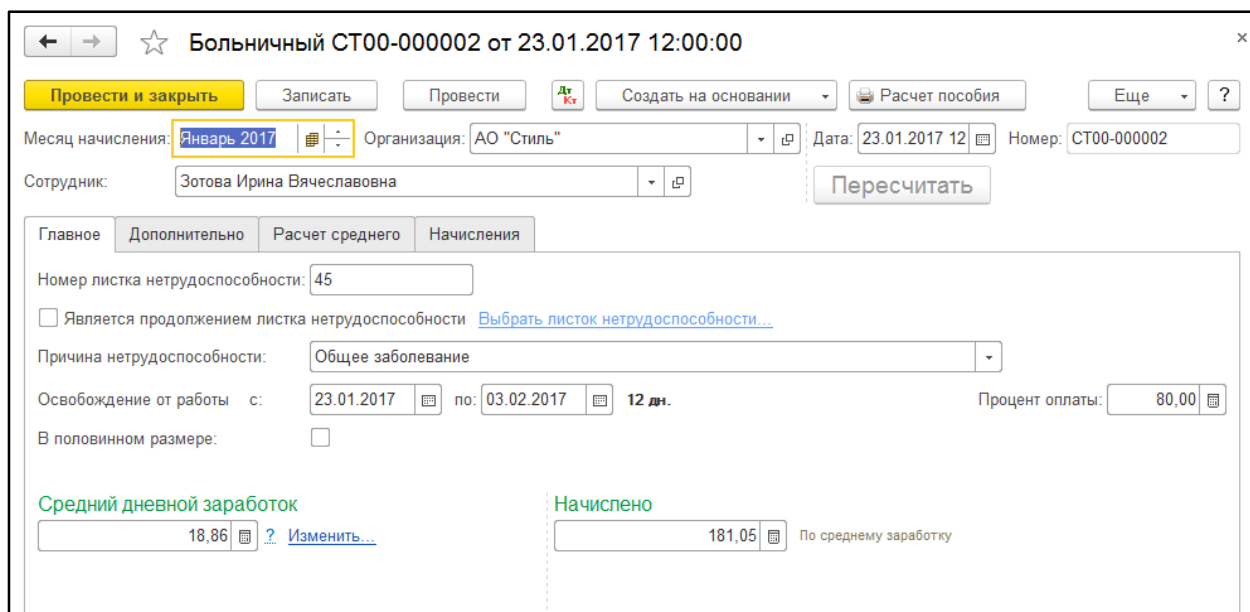 Больничный СТ00-000002 от 23.01.2017 12:00:00
Провести и закрыть Записать Провести Дт Кт Создать на основании Расчет пособия Еще ?
Месяц начисления: Январь 2017 Организация: АО "Стиль" Дата: 23.01.2017 12 Номер: СТ00-000002
Сотрудник: Зотова Ирина Вячеславовна Пересчитать
Главное Дополнительно Расчет среднего Начисления
Номер листка нетрудоспособности: 45
Является продолжением листка нетрудоспособности Выбрать листок нетрудоспособности...
Причина нетрудоспособности: Общее заболевание
Освобождение от работы с: 23.01.2017 по: 03.02.2017 12 дн. Процент оплаты: 80,00
В половинном размере:
Средний дневной заработок Начислено
18,86 ? Изменить... 181,05 По среднему заработку